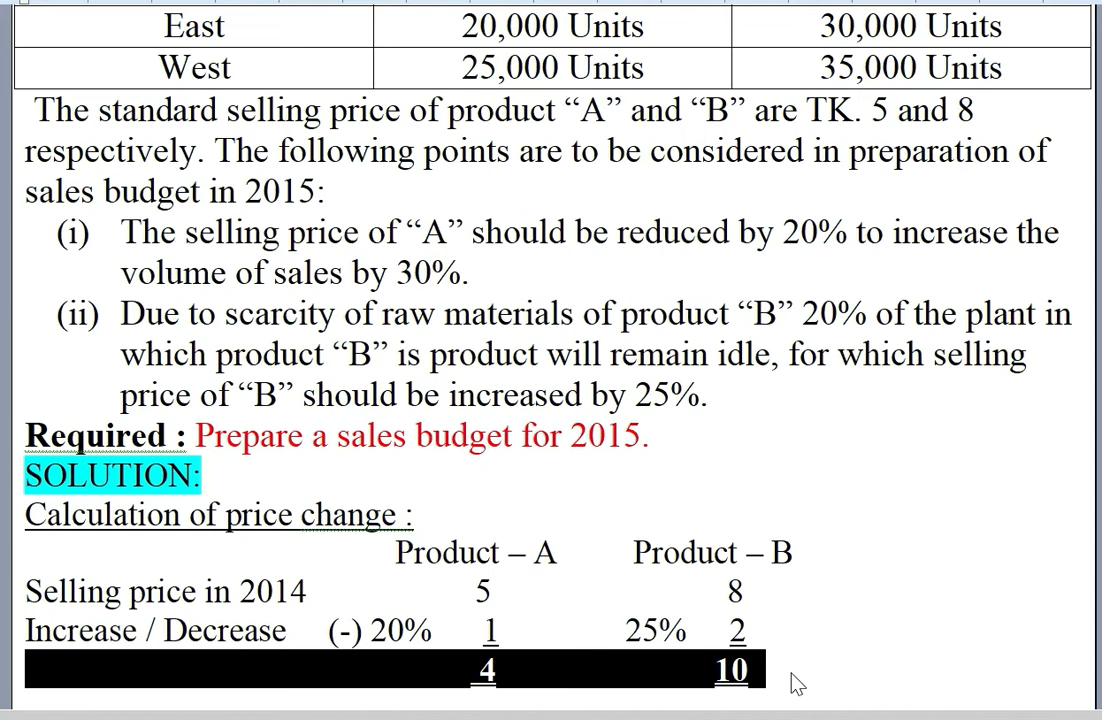 East 20,000 Units 30,000 Units
West 25,000 Units 35,000 Units
The standard selling price of product “A” and “B” are TK. 5 and 8
respectively. The following points are to be considered in preparation of
sales budget in 2015:
(i) The selling price of “A” should be reduced by 20% to increase the
volume of sales by 30%.
(ii) Due to scarcity of raw materials of product “B” 20% of the plant in
which product “B” is product will remain idle, for which selling
price of “B” should be increased by 25%.
Required : Prepare a sales budget for 2015.
SOLUTION:
Calculation of price change :
Product – A Product – B
Selling price in 2014 5 8
Increase / Decrease (-) 20% 1 25% 2
4 10